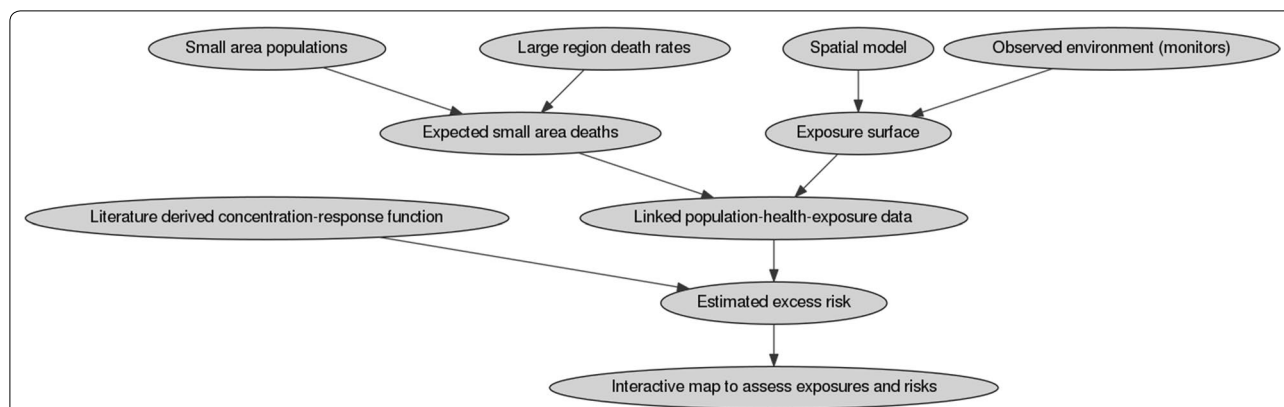 Small area populations
Large region death rates
Spatial model
Observed environment (monitors)
Expected small area deaths
Exposure surface
Literature derived concentration-response function
Linked population-health-exposure data
Estimated excess risk
Interactive map to assess exposures and risks